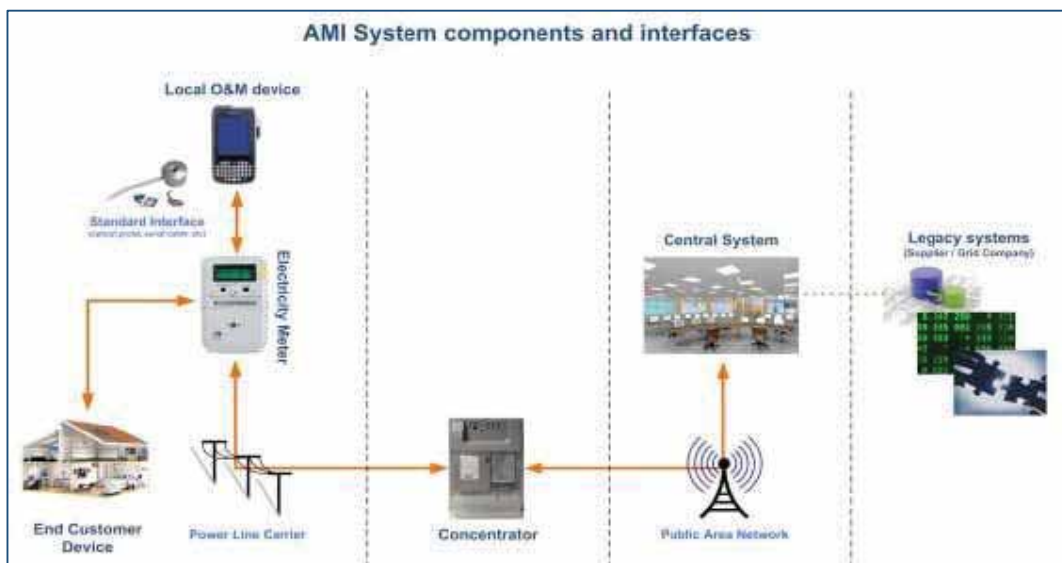 AMI System components and interfaces
Local O&M device
Standard Interface
Electricity Meter
Central System
Legacy systems
(Supplier / Grid Company)
End Customer
Device
Power Line Carrier
Concentrator
Public Area Network